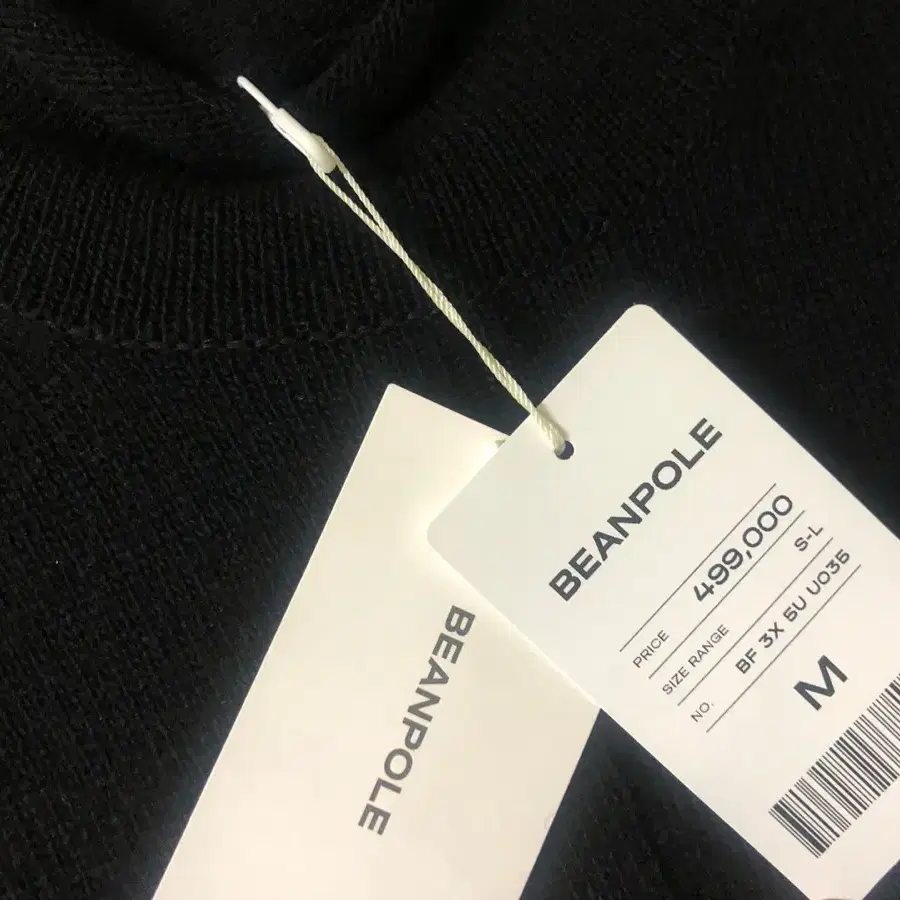 BEANPOLE
PRICE 499,000
SIZE RANGE S-L
NO. BF 3X 5U U035
M
BEANPOLE